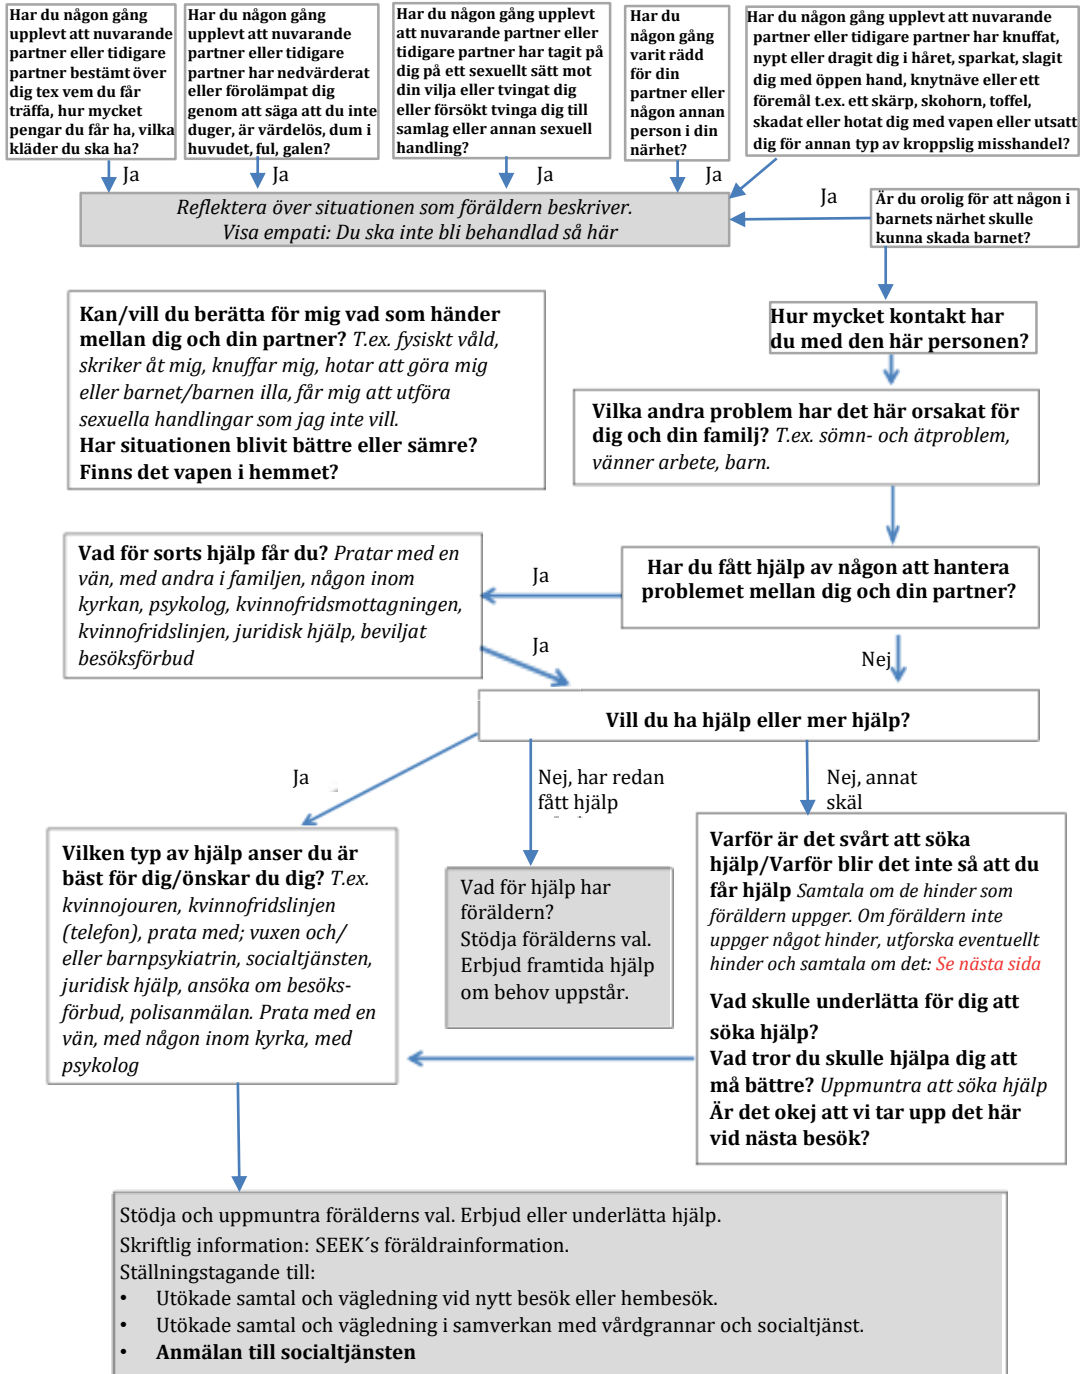 Har du någon gång
upplevt att nuvarande
partner eller tidigare
partner bestämt över
dig tex vem du får
träffa, hur mycket
pengar du får ha, vilka
kläder du ska ha?
Har du någon gång
upplevt att nuvarande
partner eller tidigare
partner har nedvärderat
eller förolämpat dig
genom att säga att du inte
duger, är värdelös, dum i
huvudet, ful, galen?
Har du någon gång upplevt
att nuvarande partner eller
tidigare partner har tagit på
dig på ett sexuellt sätt mot
din vilja eller tvingat dig
eller försökt tvinga dig till
samlag eller annan sexuell
handling?
Har du
någon gång
varit rädd
för din
partner eller
någon annan
person i din
närhet?
Har du någon gång upplevt att nuvarande
partner eller tidigare partner har knuffat,
nypt eller dragit dig i håret, sparkat, slagit
dig med öppen hand, knytnäve eller ett
föremål t.ex. ett skärp, skohorn, toffel,
skadat eller hotat dig med vapen eller utsatt
dig för annan typ av kroppslig misshandel?
Ja
Ja
Ja
Ja
Reflektera över situationen som föräldern beskriver.
Visa empati: Du ska inte bli behandlad så här
Ja
Är du orolig för att någon i
barnets närhet skulle
kunna skada barnet?
Kan/vill du berätta för mig vad som händer
mellan dig och din partner? T.ex. fysiskt våld,
skriker åt mig, knuffar mig, hotar att göra mig
eller barnet/barnen illa, får mig att utföra
sexuella handlingar som jag inte vill.
Har situationen blivit bättre eller sämre?
Finns det vapen i hemmet?
Hur mycket kontakt har
du med den här personen?
Vilka andra problem har det här orsakat för
dig och din familj? T.ex. sömn- och ätproblem,
vänner arbete, barn.
Vad för sorts hjälp får du? Pratar med en
vän, med andra i familjen, någon inom
kyrkan, psykolog, kvinnofridsmottagningen,
kvinnofridslinjen, juridisk hjälp, beviljat
besöksförbud
Ja
Har du fått hjälp av någon att hantera
problemet mellan dig och din partner?
Ja
Nej
Vill du ha hjälp eller mer hjälp?
Ja
Nej, har redan
fått hjälp
Nej, annat
skäl
Vilken typ av hjälp anser du är
bäst för dig/önskar du dig? T.ex.
kvinnojouren, kvinnofridslinjen
(telefon), prata med; vuxen och/
eller barnpsykiatrin, socialtjänsten,
juridisk hjälp, ansöka om besöks-
förbud, polisanmälan. Prata med en
vän, med någon inom kyrka, med
psykolog
Vad för hjälp har
föräldern?
Stödja förälderns val.
Erbjud framtida hjälp
om behov uppstår.
Varför är det svårt att söka
hjälp/Varför blir det inte så att du
får hjälp Samtala om de hinder som
föräldern uppger. Om föräldern inte
uppger något hinder, utforska eventuellt
hinder och samtala om det: Se nästa sida
Vad skulle underlätta för dig att
söka hjälp?
Vad tror du skulle hjälpa dig att
må bättre? Uppmuntra att söka hjälp
Är det okej att vi tar upp det här
vid nästa besök?
Stödja och uppmuntra förälderns val. Erbjud eller underlätta hjälp.
Skriftlig information: SEEK´s föräldrainformation.
Ställningstagande till:
• Utökade samtal och vägledning vid nytt besök eller hembesök.
• Utökade samtal och vägledning i samverkan med vårdgrannar och socialtjänst.
• Anmälan till socialtjänsten